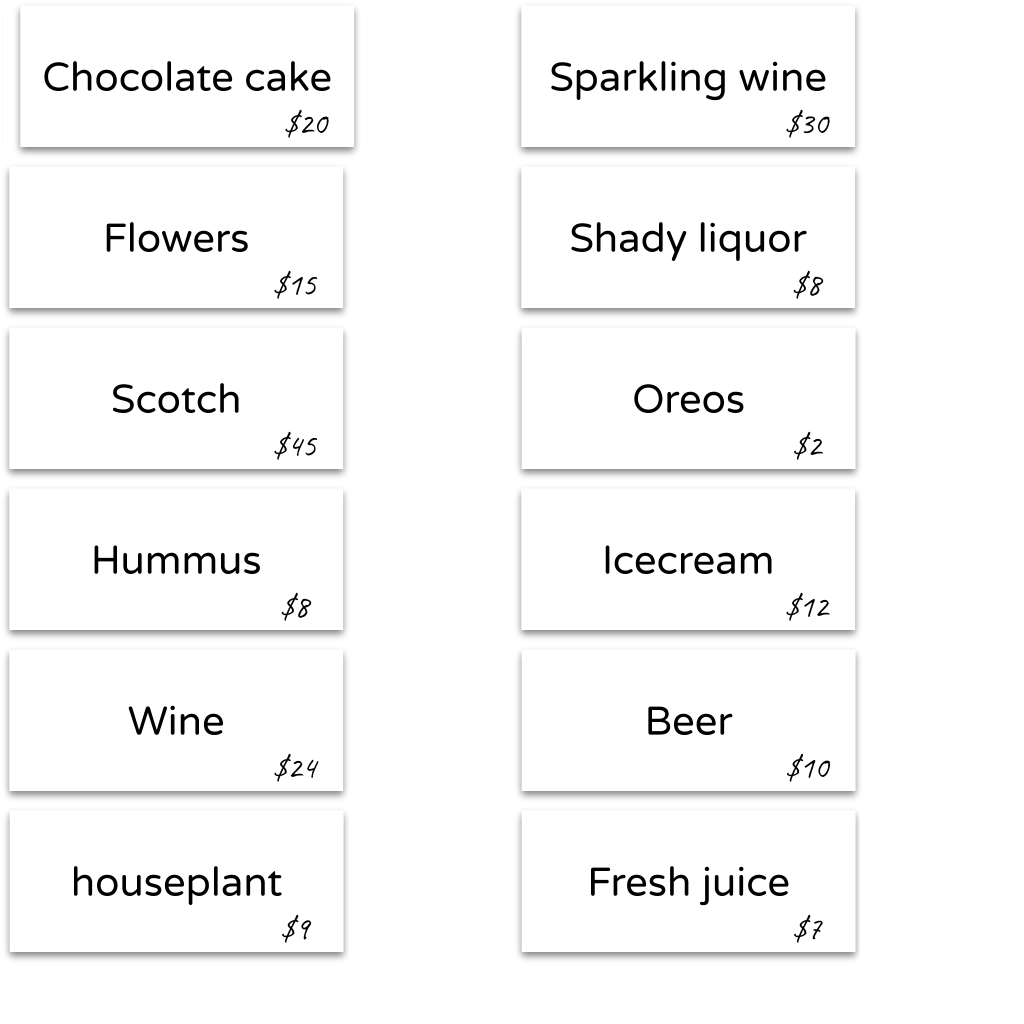 Chocolate cake
$20
Sparkling wine
$30
Flowers
$15
Shady liquor
$8
Scotch
$45
Oreos
$2
Hummus
$8
Icecream
$12
Wine
$24
Beer
$10
houseplant
$9
Fresh juice
$7